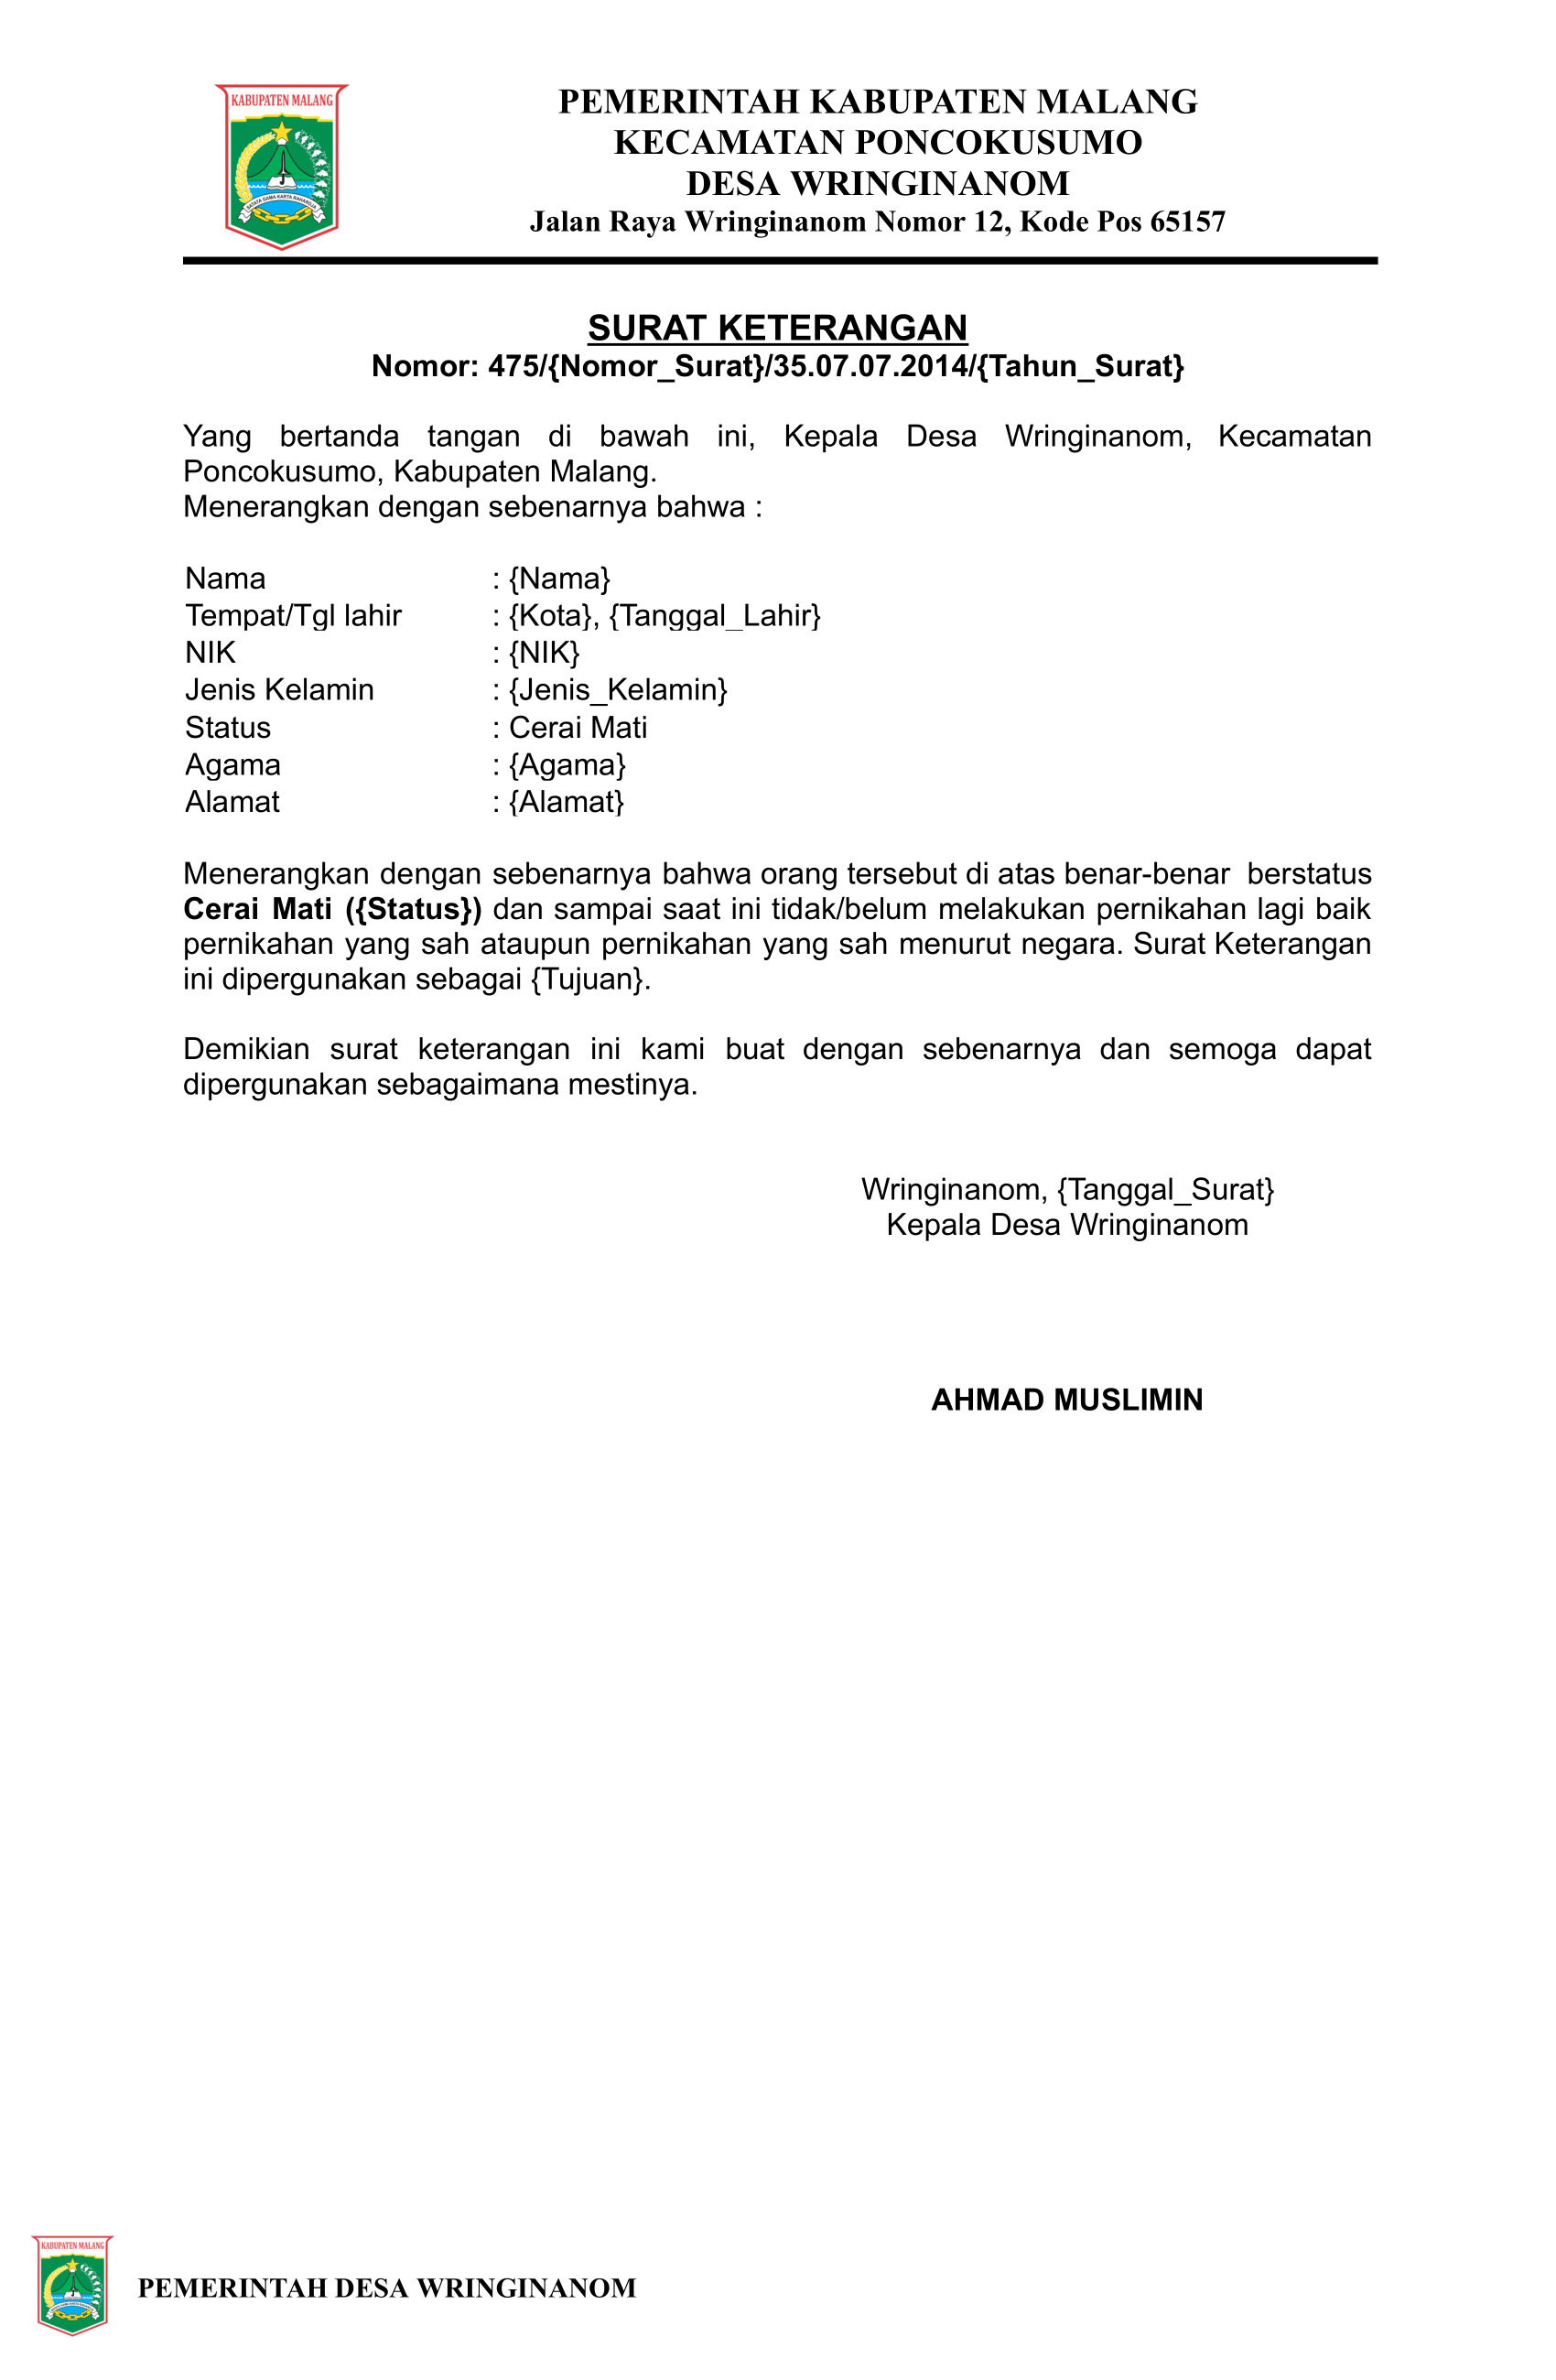 KABUPATEN MALANG
SATATA GAMA KARTA RAHARDJA
PEMERINTAH KABUPATEN MALANG
KECAMATAN PONCOKUSUMO
DESA WRINGINANOM
Jalan Raya Wringinanom Nomor 12, Kode Pos 65157
SURAT KETERANGAN
Nomor: 475/{Nomor_Surat}/35.07.07.2014/{Tahun_Surat}
Yang bertanda tangan di bawah ini, Kepala Desa Wringinanom, Kecamatan
Poncokusumo, Kabupaten Malang.
Menerangkan dengan sebenarnya bahwa :
Nama : {Nama}
Tempat/Tgl lahir : {Kota}, {Tanggal_Lahir}
NIK : {NIK}
Jenis Kelamin : {Jenis_Kelamin}
Status : Cerai Mati
Agama : {Agama}
Alamat : {Alamat}
Menerangkan dengan sebenarnya bahwa orang tersebut di atas benar-benar berstatus
Cerai Mati ({Status}) dan sampai saat ini tidak/belum melakukan pernikahan lagi baik
pernikahan yang sah ataupun pernikahan yang sah menurut negara. Surat Keterangan
ini dipergunakan sebagai {Tujuan}.
Demikian surat keterangan ini kami buat dengan sebenarnya dan semoga dapat
dipergunakan sebagaimana mestinya.
Wringinanom, {Tanggal_Surat}
Kepala Desa Wringinanom
AHMAD MUSLIMIN
KABUPATEN MALANG
PEMERINTAH DESA WRINGINANOM